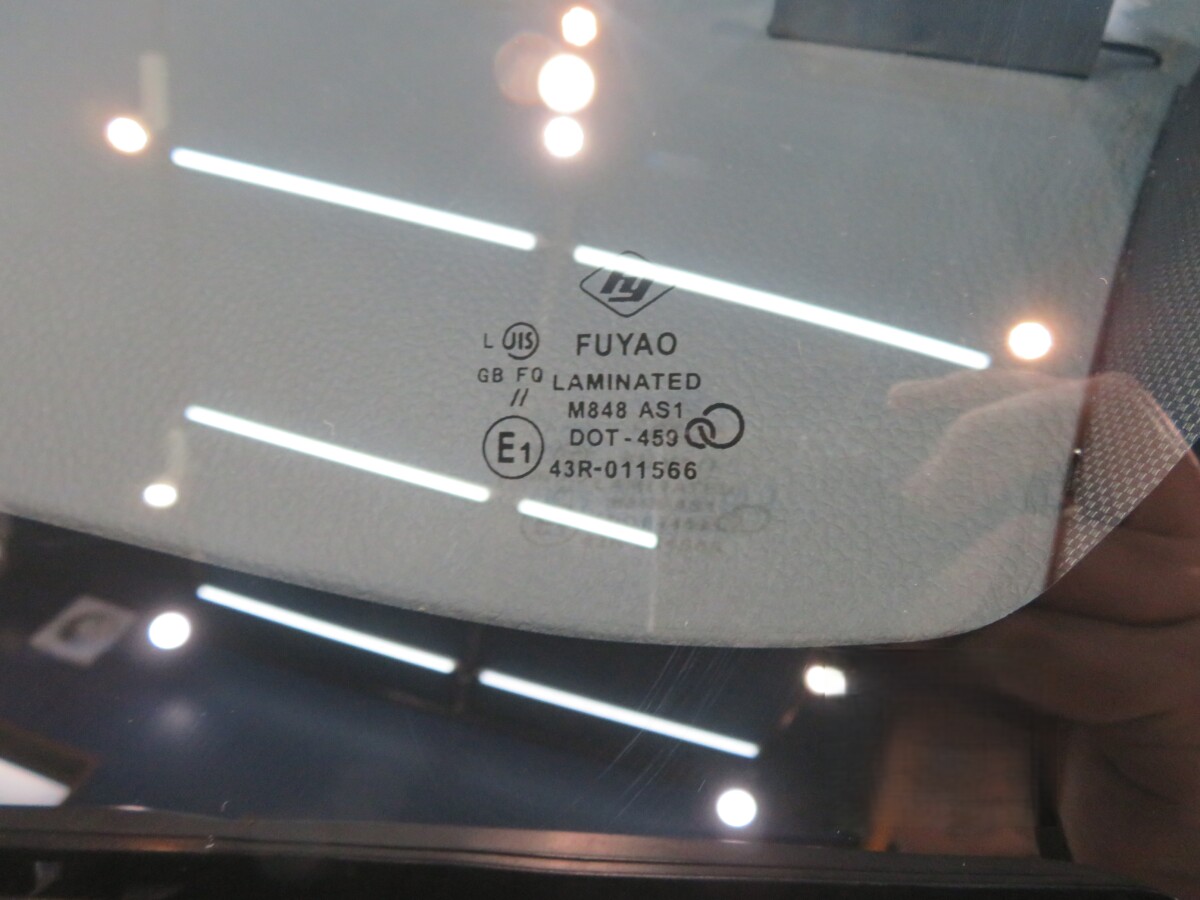 fy
L JIS
FUYAO
GB FQ
LAMINATED
//
M848 AS1
DOT-459
E1
43R-011566